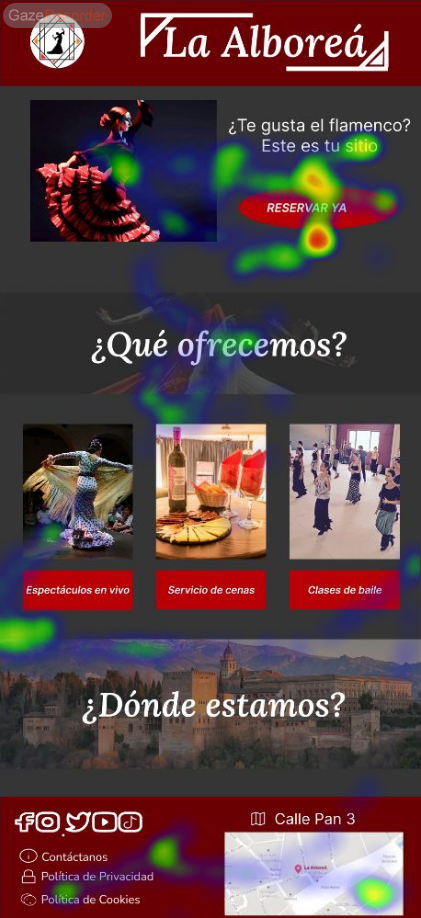 GazeRecorder
La Alboreá
¿Te gusta el flamenco?
Este es tu sitio
RESERVAR YA
¿Qué ofrecemos?
Espectáculos en vivo
Servicio de cenas
Clases de baile
¿Dónde estamos?
Calle Pan 3
Contáctanos
Política de Privacidad
Política de Cookies
La Alboreá